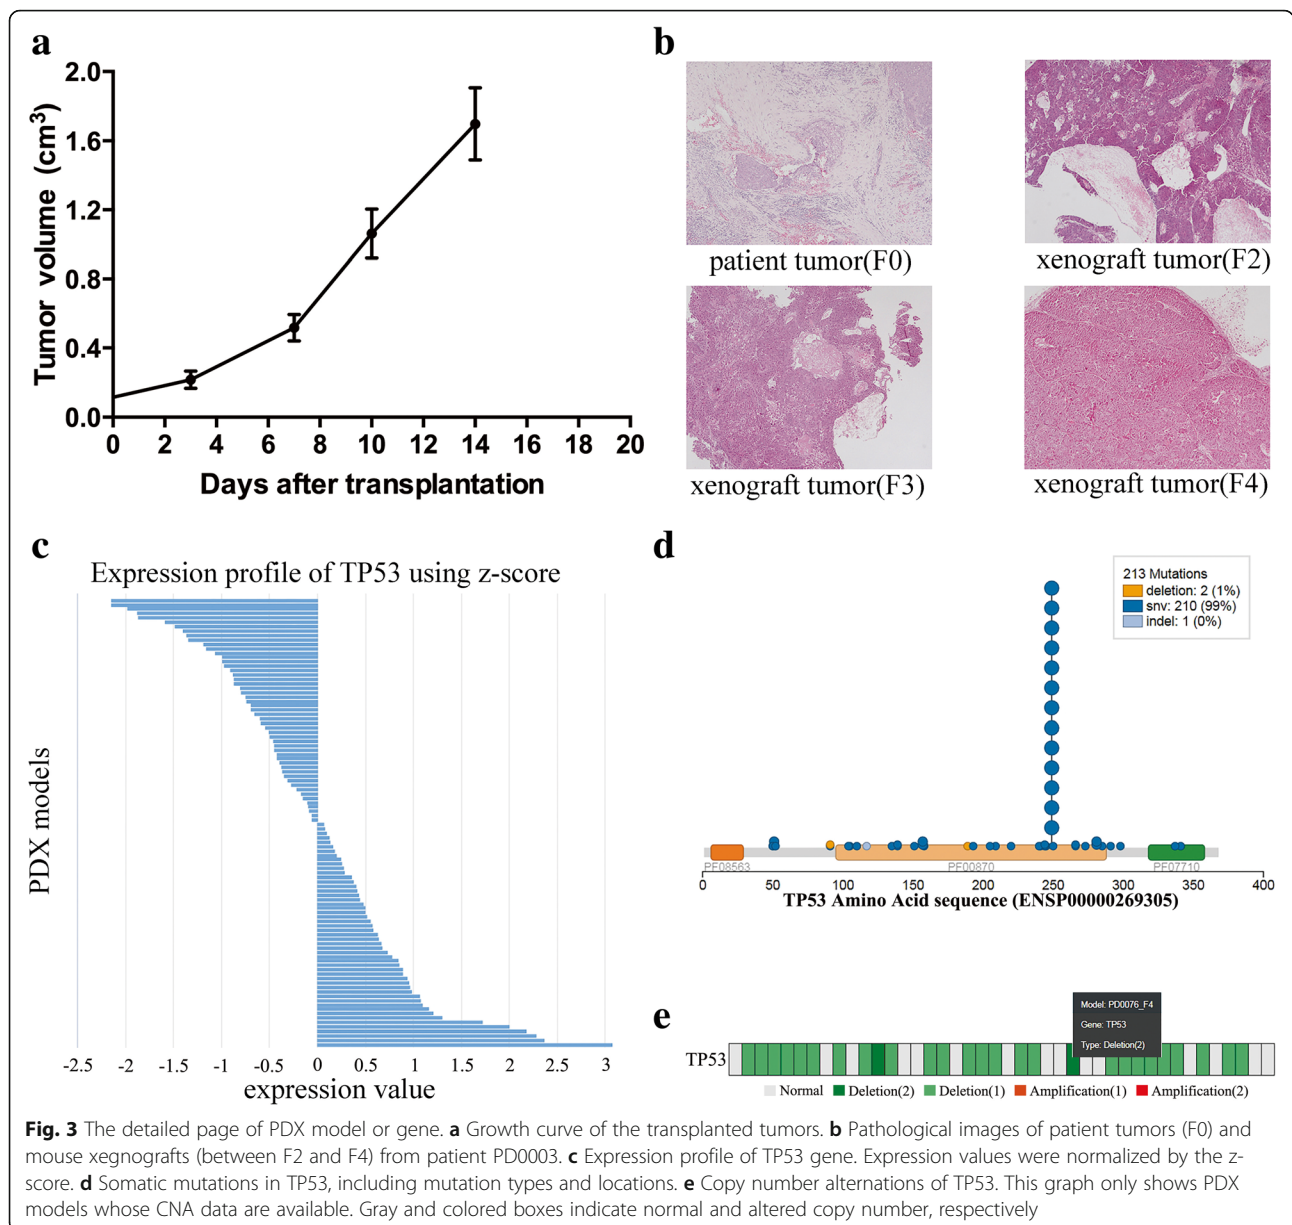 a
2.0
1.6
1.2
0.8
0.4
0.0
Tumor volume (cm3)
0 2 4 6 8 10 12 14 16 18 20
Days after transplantation
b
patient tumor(F0)
xenograft tumor(F2)
xenograft tumor(F3)
xenograft tumor(F4)
c
Expression profile of TP53 using z-score
PDX models
-2.5 -2 -1.5 -1 -0.5 0 0.5 1 1.5 2 2.5 3
expression value
d
213 Mutations
deletion: 2 (1%)
snv: 210 (99%)
indel: 1 (0%)
PF08563 PF00870 PF07710
0 50 100 150 200 250 300 350 400
TP53 Amino Acid sequence (ENSP00000269305)
e
Model: PD0076_F4
Gene: TP53
Type: Deletion(2)
TP53
Normal Deletion(2) Deletion(1) Amplification(1) Amplification(2)
Fig. 3 The detailed page of PDX model or gene. a Growth curve of the transplanted tumors. b Pathological images of patient tumors (F0) and
mouse xegnografts (between F2 and F4) from patient PD0003. c Expression profile of TP53 gene. Expression values were normalized by the z-
score. d Somatic mutations in TP53, including mutation types and locations. e Copy number alternations of TP53. This graph only shows PDX
models whose CNA data are available. Gray and colored boxes indicate normal and altered copy number, respectively